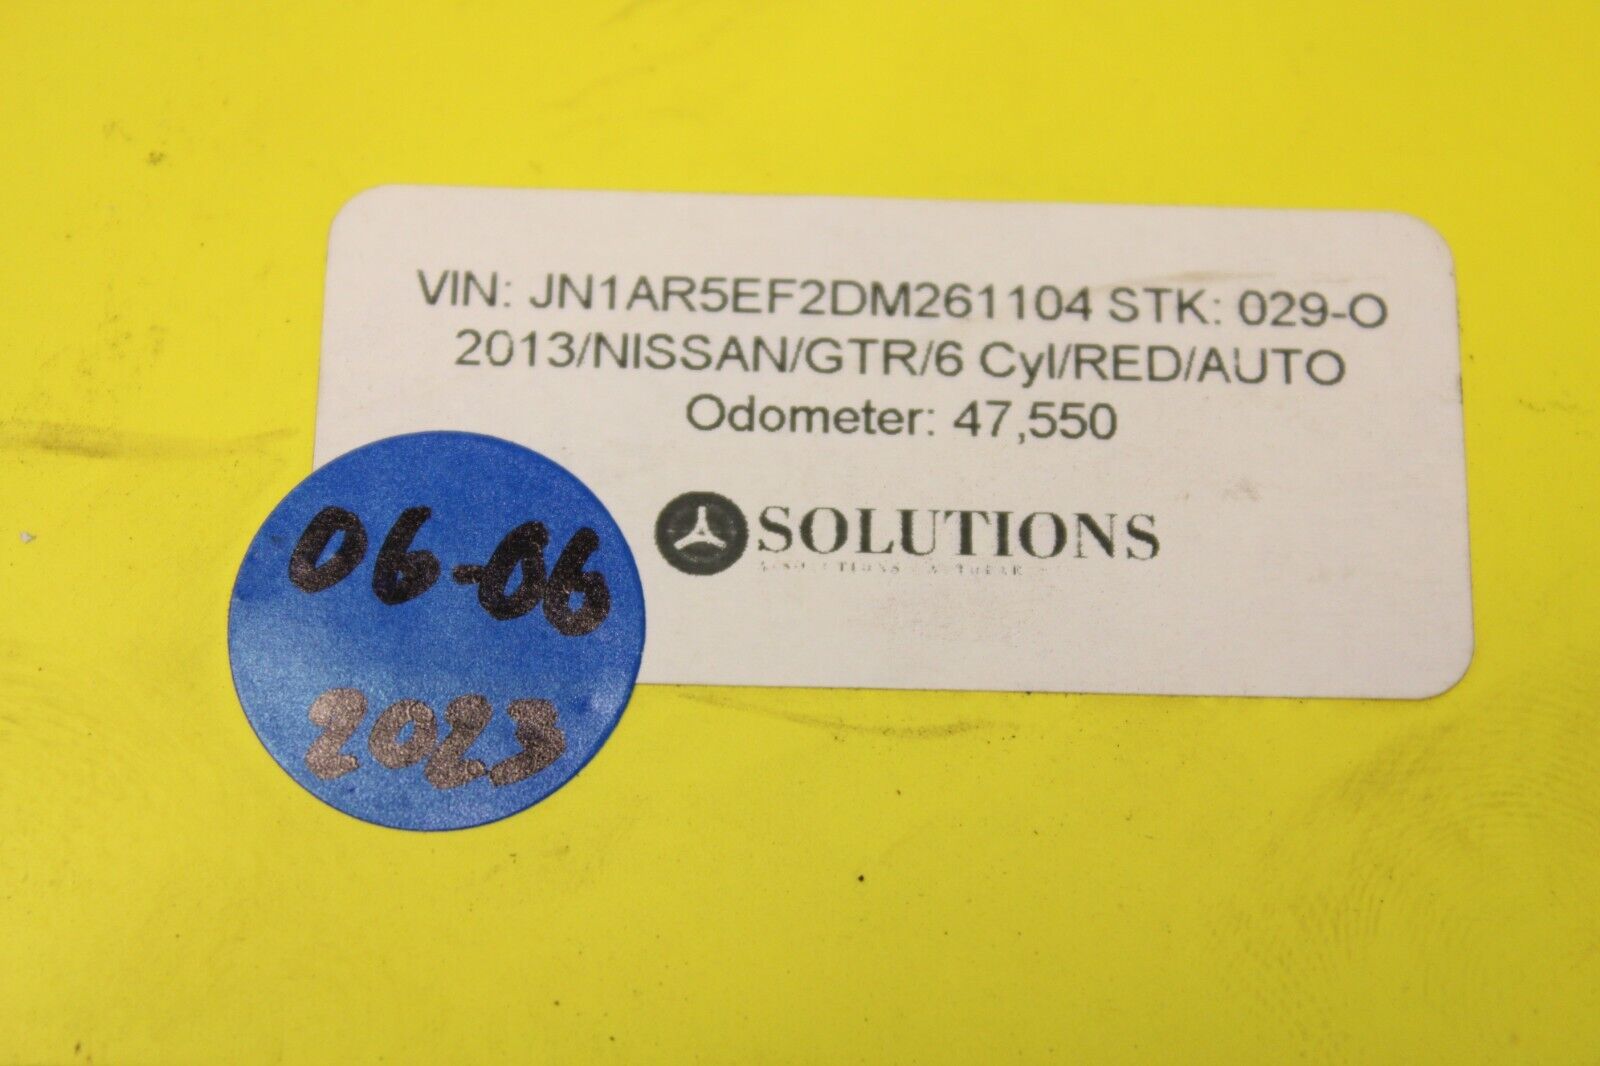 VIN: JN1AR5EF2DM261104 STK: 029-O
2013/NISSAN/GTR/6 Cyl/RED/AUTO
Odometer: 47,550
SOLUTIONS
06-06
2023